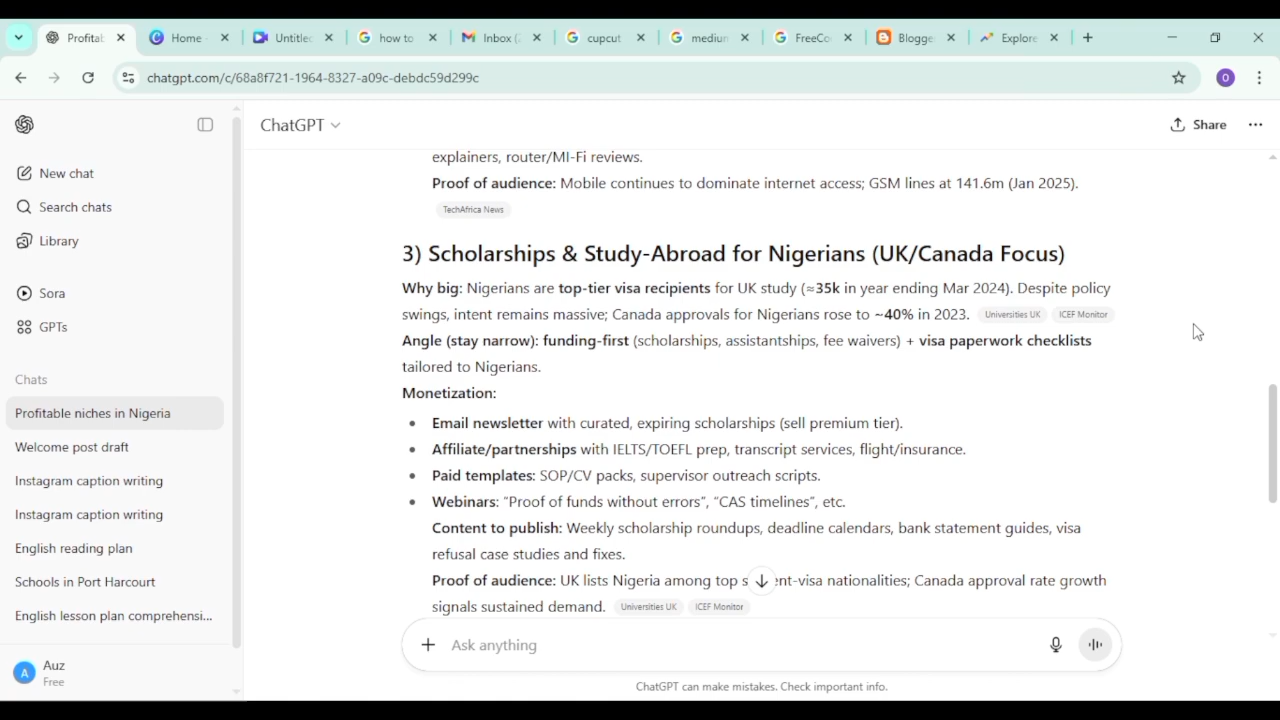 Profitab
Home
Untitled
how to
Inbox (
cupcut
medium
FreeCo
Blogge
Explore
chatgpt.com/c/68a8f721-1964-8327-a09c-debdc59d299c
O
ChatGPT
Share
New chat
Search chats
Library
Sora
GPTs
Chats
Profitable niches in Nigeria
Welcome post draft
Instagram caption writing
Instagram caption writing
English reading plan
Schools in Port Harcourt
English lesson plan comprehensi...
A
Auz
Free
explainers, router/MI-Fi reviews.
Proof of audience: Mobile continues to dominate internet access; GSM lines at 141.6m (Jan 2025).
TechAfrica News
3) Scholarships & Study-Abroad for Nigerians (UK/Canada Focus)
Why big: Nigerians are top-tier visa recipients for UK study (≈35k in year ending Mar 2024). Despite policy
swings, intent remains massive; Canada approvals for Nigerians rose to ~40% in 2023. Universities UK ICEF Monitor
Angle (stay narrow): funding-first (scholarships, assistantships, fee waivers) + visa paperwork checklists
tailored to Nigerians.
Monetization:
• Email newsletter with curated, expiring scholarships (sell premium tier).
• Affiliate/partnerships with IELTS/TOEFL prep, transcript services, flight/insurance.
• Paid templates: SOP/CV packs, supervisor outreach scripts.
• Webinars: "Proof of funds without errors", "CAS timelines", etc.
Content to publish: Weekly scholarship roundups, deadline calendars, bank statement guides, visa
refusal case studies and fixes.
Proof of audience: UK lists Nigeria among top s ent-visa nationalities; Canada approval rate growth
signals sustained demand. Universities UK ICEF Monitor
Ask anything
ChatGPT can make mistakes. Check important info.